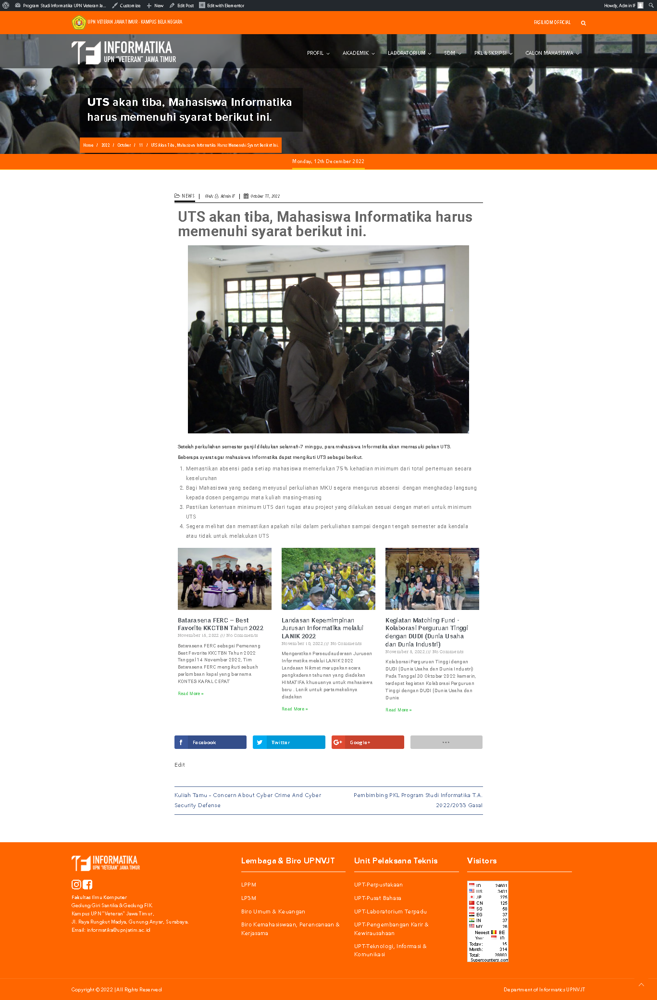 Program Studi Informatika UPN Veteran Ja... Customize New Edit Post Edit with Elementor Howdy, Admin IF
UPN VETERAN JAWA TIMUR - KAMPUS BELA NEGARA FASILKOM OFFICIAL
INFORMATIKA
UPN "VETERAN" JAWA TIMUR
PROFIL AKADEMIK LABORATORIUM SDM PKL & SKRIPSI CALON MAHASISWA
UTS akan tiba, Mahasiswa Informatika
harus memenuhi syarat berikut ini.
Home / 2022 / October / 11 / UTS Akan Tiba, Mahasiswa Informatika Harus Memenuhi Syarat Berikut Ini.
Monday, 12th December 2022
NEWS | Oleh: Admin IF | October 11, 2022
UTS akan tiba, Mahasiswa Informatika harus
memenuhi syarat berikut ini.
Setelah perkuliahan semester ganjil dilakukan selama 6-7 minggu, para mahasiswa Informatika akan memasuki pekan UTS.
Beberapa syarat agar mahasiswa Informatika dapat mengikuti UTS sebagai berikut.
1. Memastikan absensi pada setiap mahasiswa memerlukan 75 % kehadian minimum dari total pertemuan secara
keseluruhan
2. Bagi Mahasiswa yang sedang menyusul perkuliahan MKU segera mengurus absensi dengan menghadap langsung
kepada dosen pengampu mata kuliah masing-masing
3. Pastikan ketentuan minimum UTS dari tugas atau project yang dilakukan sesuai dengan materi untuk minimum
UTS
4. Segera melihat dan memastikan apakah nilai dalam perkuliahan sampai dengan tengah semester ada kendala
atau tidak untuk melakukan UTS
Batarasena FERC – Best
Favorite KKCTBN Tahun 2022
November 15, 2022 /// No Comments
Batarasena FERC sebagai Pemenang
Best Favorite KKCTBN Tahun 2022
Tanggal 14 November 2022, Tim
Batarasena FERC mengikuti sebuah
perlombaan kapal yang bernama
KONTES KAPAL CEPAT
Read More »
Landasan Kepemimpinan
Jurusan Informatika melalui
LANIK 2022
November 10, 2022 /// No Comments
Mengeratkan Persaudaudaraan Jurusan
Informatika melalui LANIK 2022
Landasan Nikmat merupakan acara
pengkaderan tahunan yang diadakan
HIMATIFA khususnya untuk mahasiswa
baru . Lanik untuk pertamakalinya
diadakan
Read More »
Kegiatan Matching Fund -
Kolaborasi Perguruan Tinggi
dengan DUDI (Dunia Usaha
dan Dunia Industri)
November 8, 2022 /// No Comments
Kolaborasi Perguruan Tinggi dengan
DUDI (Dunia Usaha dan Dunia Industri)
Pada Tanggal 30 Oktober 2022 kemarin,
terdapat kegiatan Kolaborasi Perguruan
Tinggi dengan DUDI (Dunia Usaha dan
Dunia
Read More »
Facebook Twitter Google+ •••
Edit
Kuliah Tamu - Concern About Cyber Crime And Cyber
Security Defense
Pembimbing PKL Program Studi Informatika T.A.
2022/2033 Gasal
INFORMATIKA
UPN "VETERAN" JAWA TIMUR
Fakultas Ilmu Komputer
Gedung Giri Santika & Gedung FIK
Kampus UPN "Veteran" Jawa Timur,
Jl. Raya Rungkut Madya, Gunung Anyar, Surabaya.
Email: informatika@upnjatim.ac.id
Lembaga & Biro UPNVJT
LPPM
LP3M
Biro Umum & Keuangan
Biro Kemahasiswaan, Perencanaan &
Kerjasama
Unit Pelaksana Teknis
UPT-Perpustakaan
UPT-Pusat Bahasa
UPT-Laboratorium Terpadu
UPT-Pengembangan Karir &
Kewirausahaan
UPT-Teknologi, Informasi &
Komunikasi
Visitors
ID 24601
US 3431
JP 275
CN 125
SG 58
EG 37
IN 37
MY 26
Newest BE
You: ID
Today: 15
Month: 314
Total: 28803
Supercounters.com
Copyright © 2022 | All Rights Reserved Department of Informatics UPNVJT